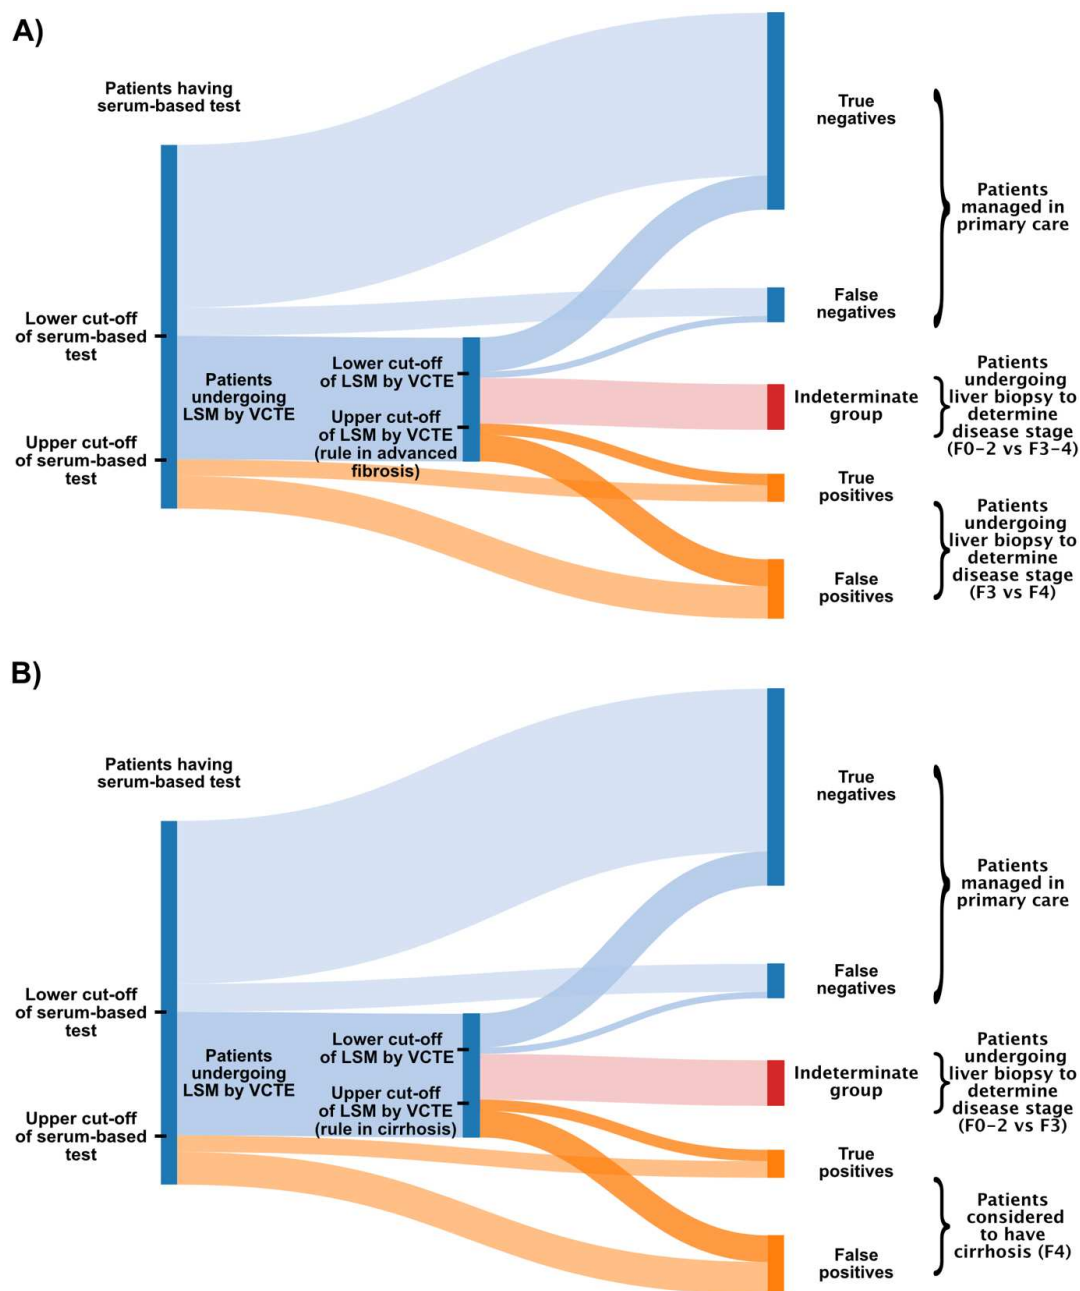 A)
Patients having
serum-based test
Lower cut-off
of serum-based
test
Upper cut-off
of serum-based
test
Patients
undergoing
LSM by VCTE
Lower cut-off
of LSM by VCTE
Upper cut-off
of LSM by VCTE
(rule in advanced
fibrosis)
True
negatives
False
negatives
Indeterminate
group
True
positives
False
positives
Patients
managed in
primary care
Patients
undergoing
liver biopsy to
determine
disease stage
(F0-2 vs F3-4)
Patients
undergoing
liver biopsy to
determine
disease stage
(F3 vs F4)
B)
Patients having
serum-based test
Lower cut-off
of serum-based
test
Upper cut-off
of serum-based
test
Patients
undergoing
LSM by VCTE
Lower cut-off
of LSM by VCTE
Upper cut-off
of LSM by VCTE
(rule in cirrhosis)
True
negatives
False
negatives
Indeterminate
group
True
positives
False
positives
Patients
managed in
primary care
Patients
undergoing
liver biopsy to
determine
disease stage
(F0-2 vs F3)
Patients
considered
to have
cirrhosis (F4)